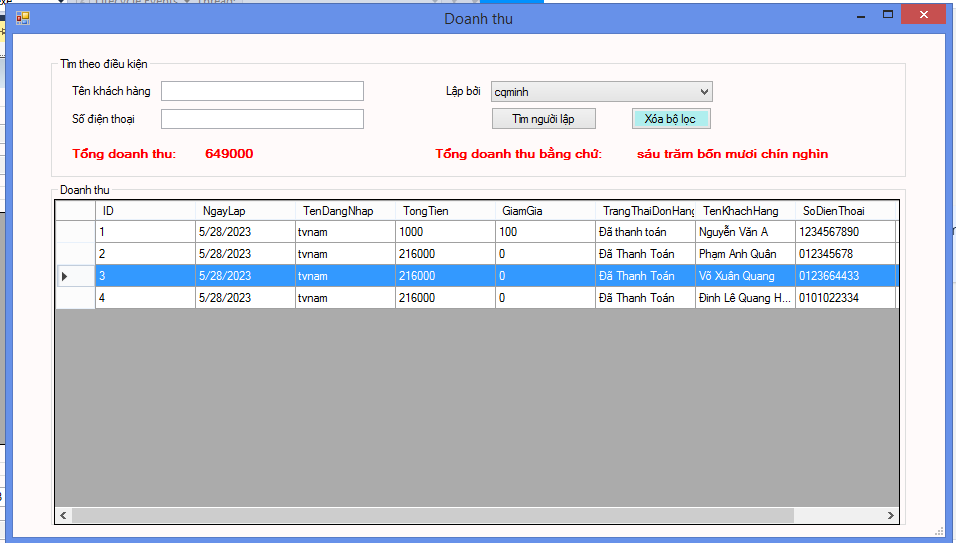 Doanh thu
Tìm theo điều kiện
Tên khách hàng
Lập bởi cqminh
Số điện thoại
Tìm người lập Xóa bộ lọc
Tổng doanh thu: 649000 Tổng doanh thu bằng chữ: sáu trăm bốn mươi chín nghìn
Doanh thu
ID NgayLap TenDangNhap TongTien GiamGia TrangThaiDonHang TenKhachHang SoDienThoai
1 5/28/2023 tvnam 1000 100 Đã thanh toán Nguyễn Văn A 1234567890
2 5/28/2023 tvnam 216000 0 Đã Thanh Toán Phạm Anh Quân 012345678
3 5/28/2023 tvnam 216000 0 Đã Thanh Toán Võ Xuân Quang 0123664433
4 5/28/2023 tvnam 216000 0 Đã Thanh Toán Đinh Lê Quang H... 0101022334